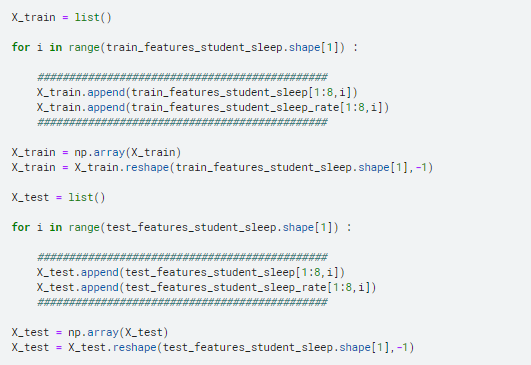 X_train = list()
for i in range(train_features_student_sleep.shape[1]) :
##############################################
X_train.append(train_features_student_sleep[1:8,i])
X_train.append(train_features_student_sleep_rate[1:8,i])
##############################################
X_train = np.array(X_train)
X_train = X_train.reshape(train_features_student_sleep.shape[1],-1)
X_test = list()
for i in range(test_features_student_sleep.shape[1]) :
##############################################
X_test.append(test_features_student_sleep[1:8,i])
X_test.append(test_features_student_sleep_rate[1:8,i])
##############################################
X_test = np.array(X_test)
X_test = X_test.reshape(test_features_student_sleep.shape[1],-1)